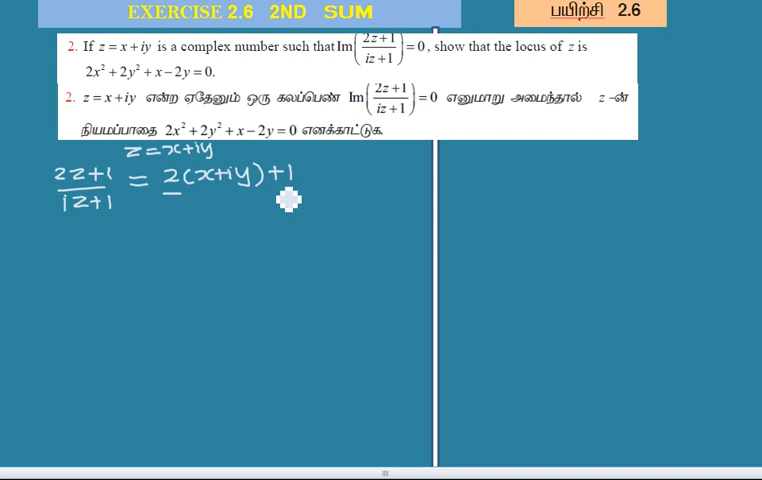 EXERCISE 2.6 2ND SUM
பயிற்சி 2.6
2. If z = x + iy is a complex number such that Im((2z+1)/(iz+1)) = 0, show that the locus of z is
2x² + 2y² + x − 2y = 0.
2. z = x + iy என்ற ஏதேனும் ஒரு கலப்பெண் Im((2z+1)/(iz+1)) = 0 எனுமாறு அமைந்தால் z -ன்
நியமப்பாதை 2x² + 2y² + x − 2y = 0 எனக்காட்டுக.
z = x+iy
2z+1 = 2(x+iy)+1
iz+1